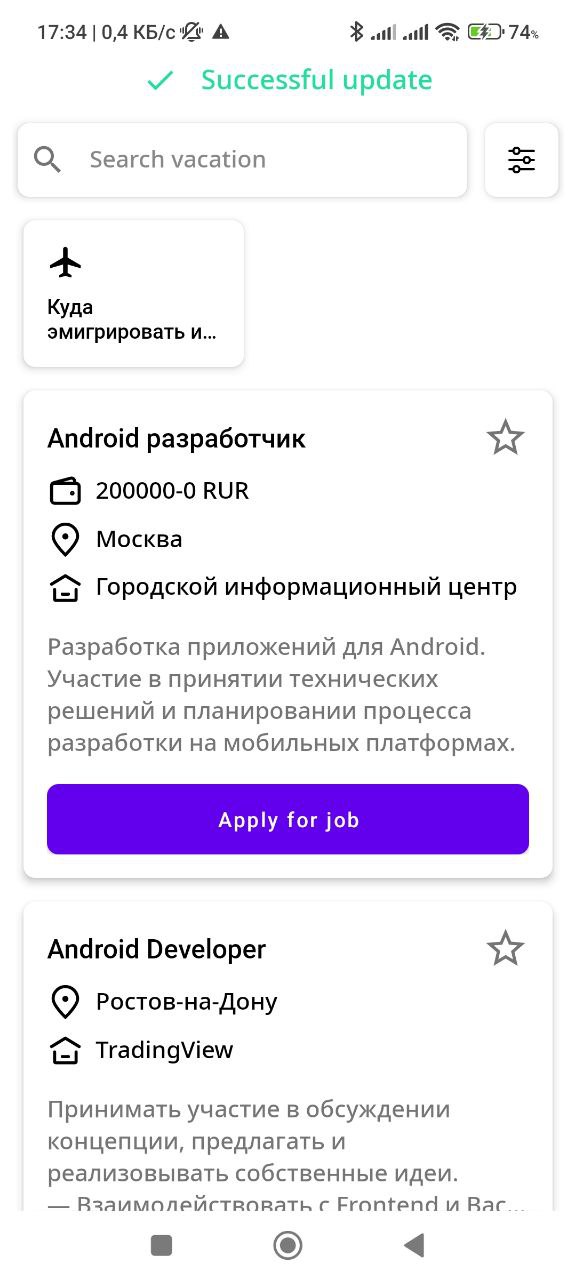 17:34 | 0,4 КБ/с 74%
Successful update
Search vacation
Куда
эмигрировать и...
Android разработчик
200000-0 RUR
Москва
Городской информационный центр
Разработка приложений для Android.
Участие в принятии технических
решений и планировании процесса
разработки на мобильных платформах.
Apply for job
Android Developer
Ростов-на-Дону
TradingView
Принимать участие в обсуждении
концепции, предлагать и
реализовывать собственные идеи.
— Взаимодействовать с Frontend и Bac...